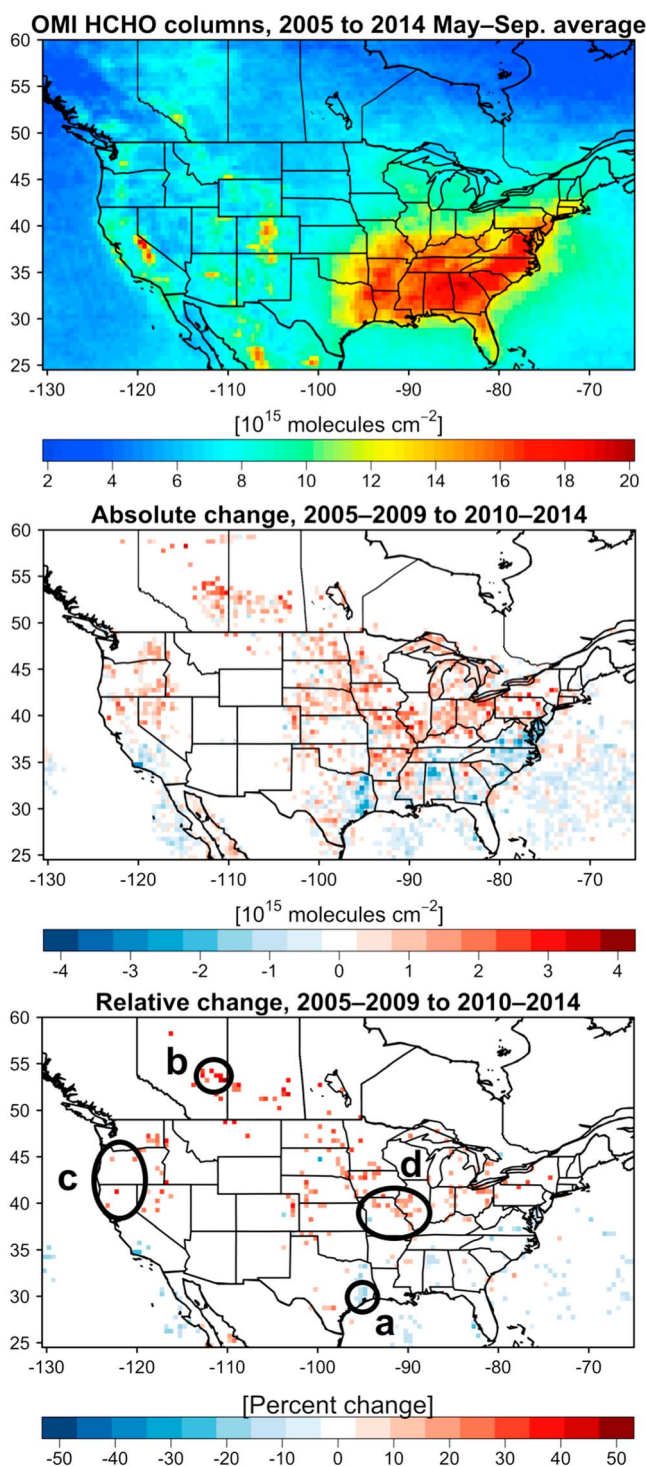 OMI HCHO columns, 2005 to 2014 May–Sep. average
60
55
50
45
40
35
30
25
-130 -120 -110 -100 -90 -80 -70
[10¹⁵ molecules cm⁻²]
2 4 6 8 10 12 14 16 18 20
Absolute change, 2005–2009 to 2010–2014
60
55
50
45
40
35
30
25
-130 -120 -110 -100 -90 -80 -70
[10¹⁵ molecules cm⁻²]
-4 -3 -2 -1 0 1 2 3 4
Relative change, 2005–2009 to 2010–2014
60
55
b
50
45
c d
40
35
30
a
25
-130 -120 -110 -100 -90 -80 -70
[Percent change]
-50 -40 -30 -20 -10 0 10 20 30 40 50